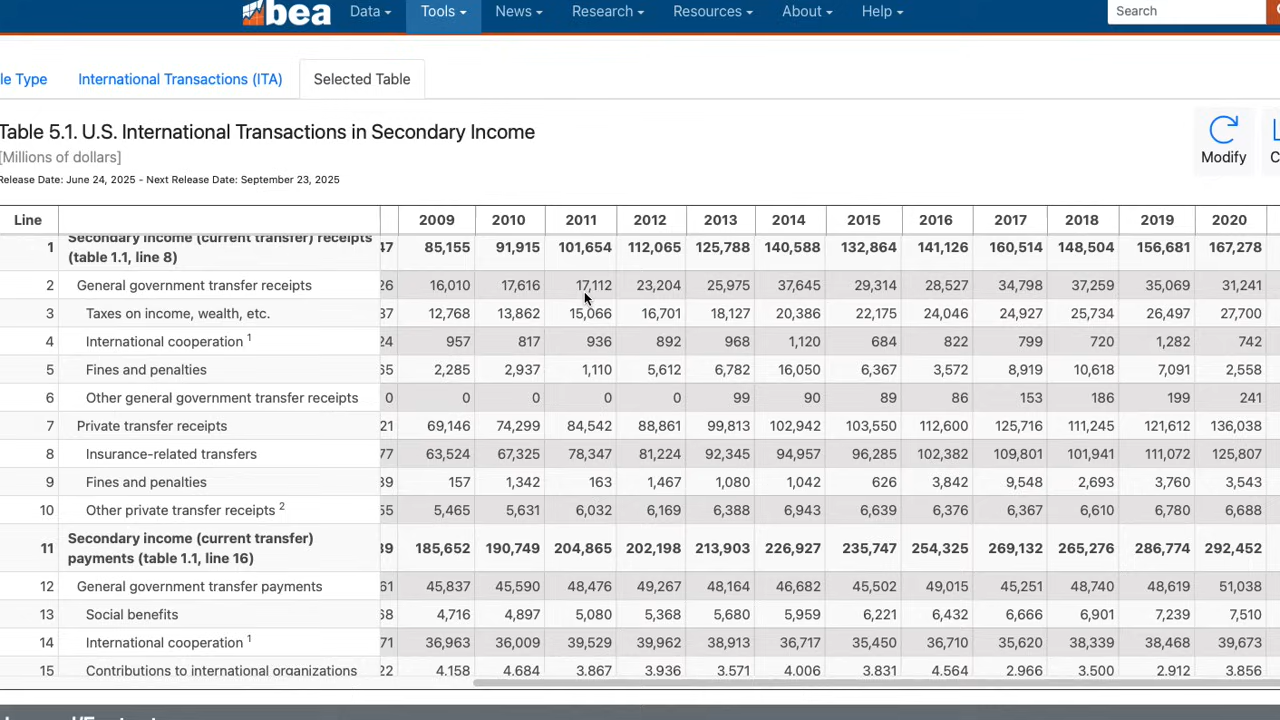 bea Data Tools News Research Resources About Help Search
le Type International Transactions (ITA) Selected Table
Table 5.1. U.S. International Transactions in Secondary Income
[Millions of dollars]
Release Date: June 24, 2025 - Next Release Date: September 23, 2025
Modify
Line 2009 2010 2011 2012 2013 2014 2015 2016 2017 2018 2019 2020
1 Secondary income (current transfer) receipts (table 1.1, line 8) 47 85,155 91,915 101,654 112,065 125,788 140,588 132,864 141,126 160,514 148,504 156,681 167,278
2 General government transfer receipts 26 16,010 17,616 17,112 23,204 25,975 37,645 29,314 28,527 34,798 37,259 35,069 31,241
3 Taxes on income, wealth, etc. 37 12,768 13,862 15,066 16,701 18,127 20,386 22,175 24,046 24,927 25,734 26,497 27,700
4 International cooperation 1 24 957 817 936 892 968 1,120 684 822 799 720 1,282 742
5 Fines and penalties 65 2,285 2,937 1,110 5,612 6,782 16,050 6,367 3,572 8,919 10,618 7,091 2,558
6 Other general government transfer receipts 0 0 0 0 0 99 90 89 86 153 186 199 241
7 Private transfer receipts 21 69,146 74,299 84,542 88,861 99,813 102,942 103,550 112,600 125,716 111,245 121,612 136,038
8 Insurance-related transfers 77 63,524 67,325 78,347 81,224 92,345 94,957 96,285 102,382 109,801 101,941 111,072 125,807
9 Fines and penalties 39 157 1,342 163 1,467 1,080 1,042 626 3,842 9,548 2,693 3,760 3,543
10 Other private transfer receipts 2 55 5,465 5,631 6,032 6,169 6,388 6,943 6,639 6,376 6,367 6,610 6,780 6,688
11 Secondary income (current transfer) payments (table 1.1, line 16) 39 185,652 190,749 204,865 202,198 213,903 226,927 235,747 254,325 269,132 265,276 286,774 292,452
12 General government transfer payments 61 45,837 45,590 48,476 49,267 48,164 46,682 45,502 49,015 45,251 48,740 48,619 51,038
13 Social benefits 68 4,716 4,897 5,080 5,368 5,680 5,959 6,221 6,432 6,666 6,901 7,239 7,510
14 International cooperation 1 71 36,963 36,009 39,529 39,962 38,913 36,717 35,450 36,710 35,620 38,339 38,468 39,673
15 Contributions to international organizations 22 4,158 4,684 3,867 3,936 3,571 4,006 3,831 4,564 2,966 3,500 2,912 3,856